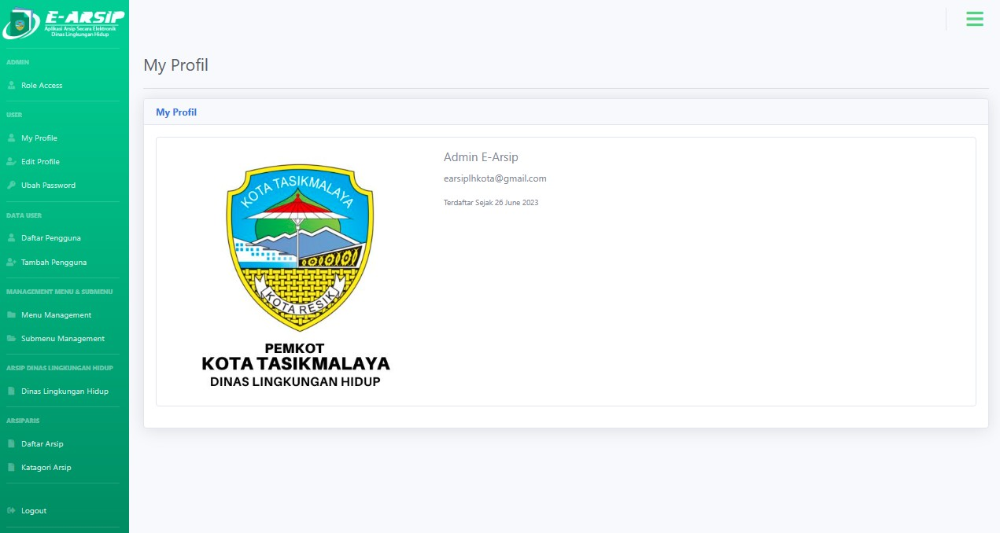 E-ARSIP
Aplikasi Arsip Secara Elektronik
Dinas Lingkungan Hidup
ADMIN
Role Access
USER
My Profile
Edit Profile
Ubah Password
DATA USER
Daftar Pengguna
Tambah Pengguna
MANAGEMENT MENU & SUBMENU
Menu Management
Submenu Management
ARSIP DINAS LINGKUNGAN HIDUP
Dinas Lingkungan Hidup
ARSIPARIS
Daftar Arsip
Katagori Arsip
Logout
My Profil
My Profil
KOTA TASIKMALAYA
KOTA RESIK
PEMKOT
KOTA TASIKMALAYA
DINAS LINGKUNGAN HIDUP
Admin E-Arsip
earsiplhkota@gmail.com
Terdaftar Sejak 26 June 2023